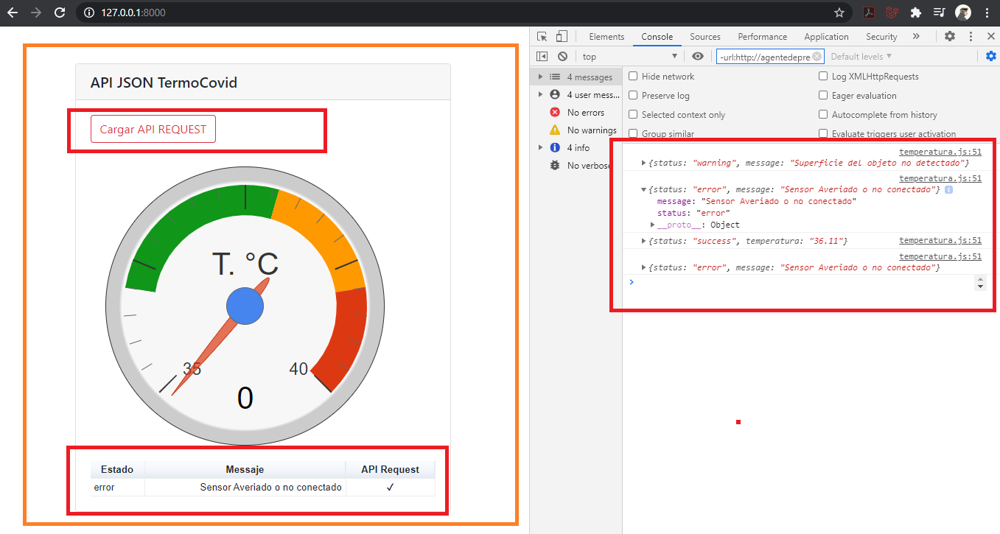 127.0.0.1:8000
Elements Console Sources Performance Application Security »
top -url:http://agentedepre Default levels
API JSON TermoCovid
Cargar API REQUEST
T. °C
35 40
0
Estado Messaje API Request
error Sensor Averiado o no conectado ✓
4 messages
4 user mess...
No errors
No warnings
4 info
No verbose
Hide network Log XMLHttpRequests
Preserve log Eager evaluation
Selected context only Autocomplete from history
Group similar Evaluate triggers user activation
temperatura.js:51
{status: "warning", message: "Superficie del objeto no detectado"}
temperatura.js:51
{status: "error", message: "Sensor Averiado o no conectado"}
message: "Sensor Averiado o no conectado"
status: "error"
__proto__: Object
{status: "success", temperatura: "36.11"} temperatura.js:51
temperatura.js:51
{status: "error", message: "Sensor Averiado o no conectado"}